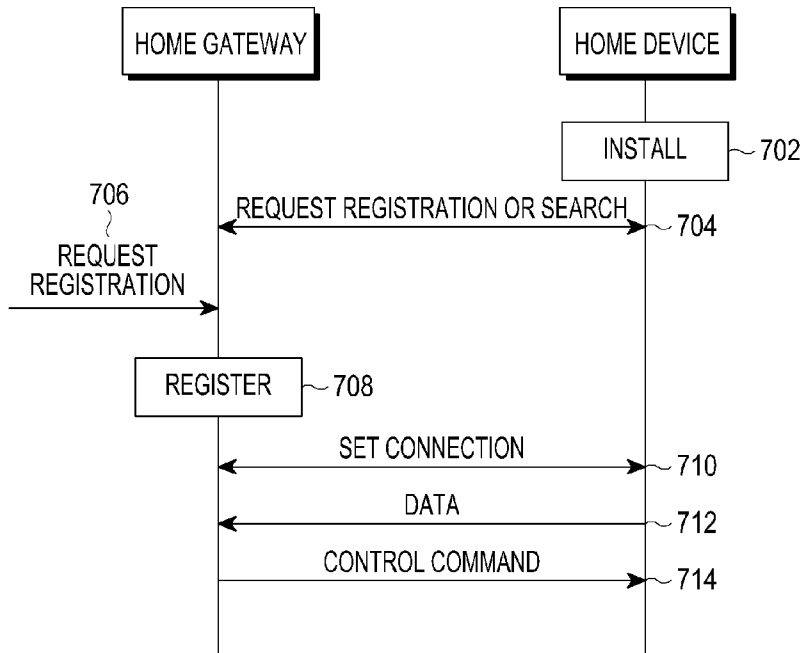 HOME GATEWAY
HOME DEVICE
INSTALL
702
REQUEST REGISTRATION OR SEARCH
704
706
REQUEST
REGISTRATION
REGISTER
708
SET CONNECTION
710
DATA
712
CONTROL COMMAND
714